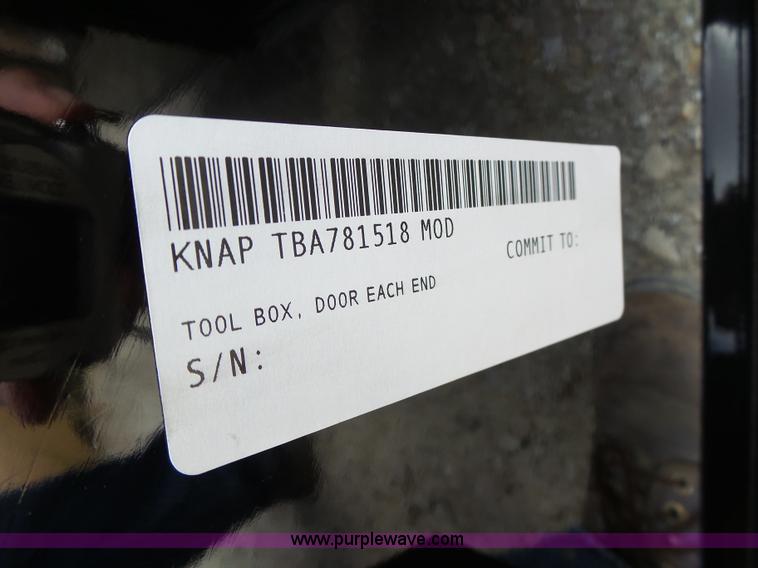 KNAP TBA781518 MOD
COMMIT TO:
TOOL BOX, DOOR EACH END
S/N:
www.purplewave.com